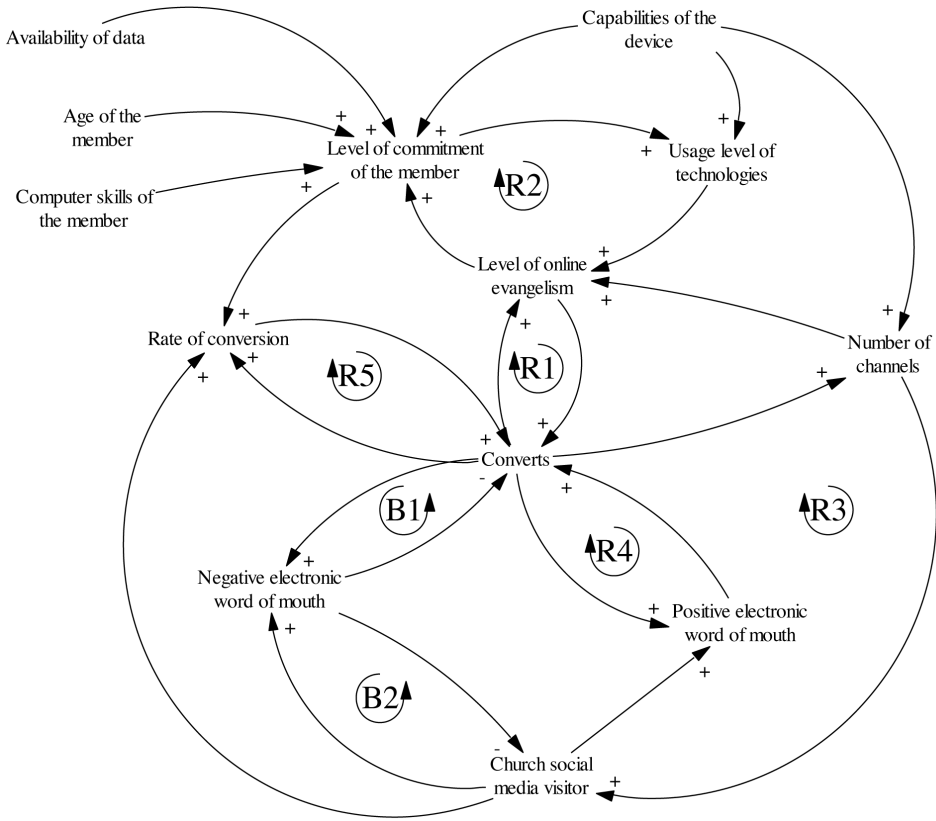 Capabilities of the
device
Availability of data
Age of the
member
+
+
+
+
Level of commitment
of the member
+
Usage level of
technologies
+
R2
Computer skills of
the member
+
+
Level of online
evangelism
+
+
+
Rate of conversion
+
+
+
Number of
channels
+
+
R1
R5
+
+
+
Converts
-
+
B1
R3
R4
+
Negative electronic
word of mouth
+
Positive electronic
word of mouth
+
+
B2
-
Church social
media visitor
+